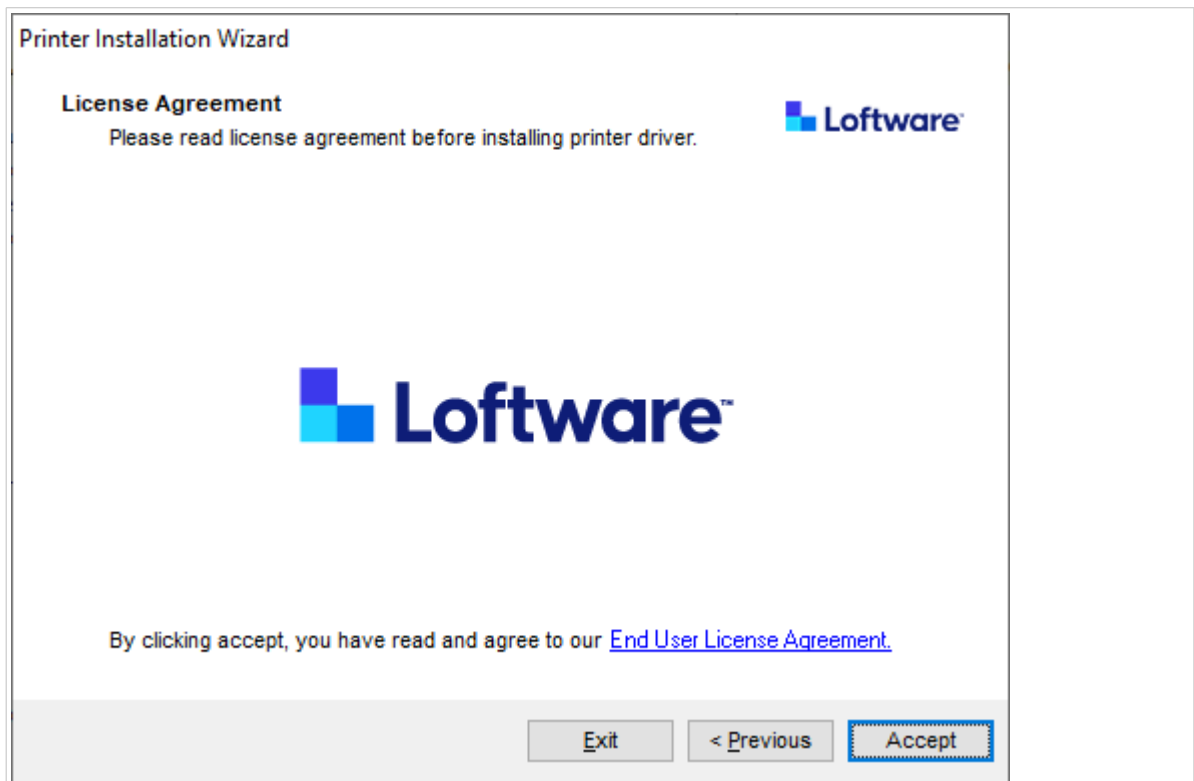 Printer Installation Wizard
License Agreement
Please read license agreement before installing printer driver.
Loftware
Loftware™
By clicking accept, you have read and agree to our End User License Agreement.
Exit
< Previous
Accept